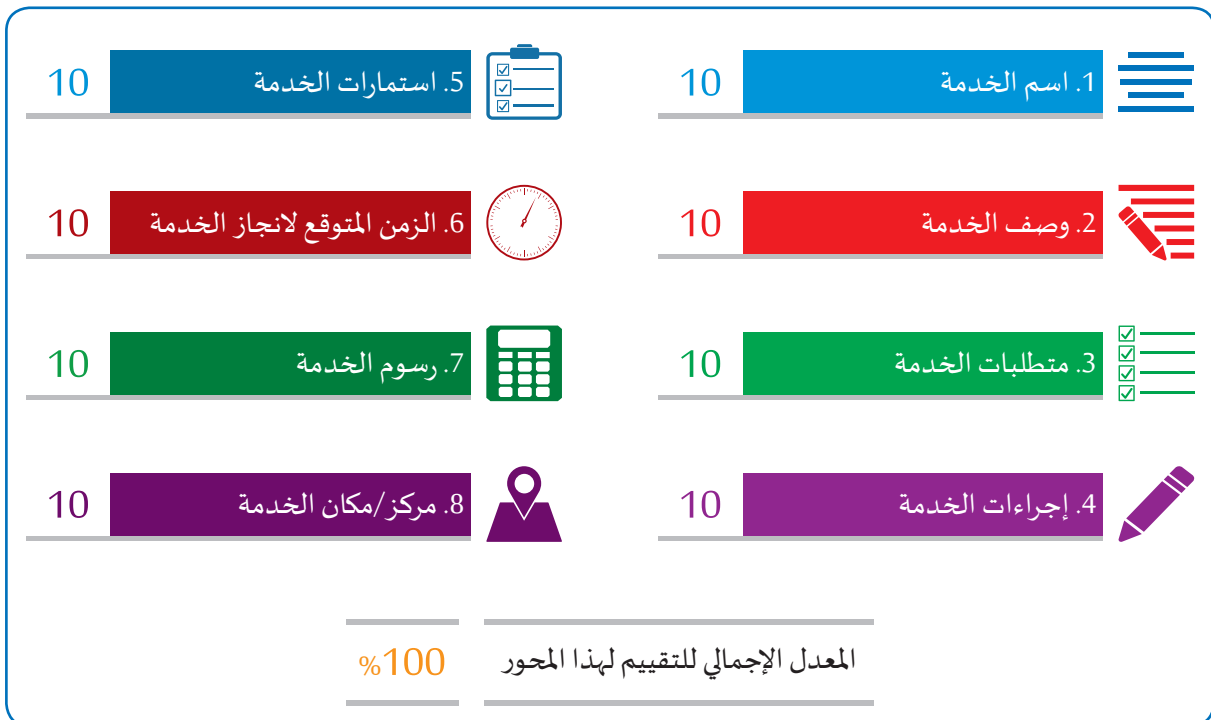 1. اسم الخدمة 10
2. وصف الخدمة 10
3. متطلبات الخدمة 10
4. إجراءات الخدمة 10
5. استمارات الخدمة 10
6. الزمن المتوقع لانجاز الخدمة 10
7. رسوم الخدمة 10
8. مركز/مكان الخدمة 10
المعدل الإجمالي للتقييم لهذا المحور 100%